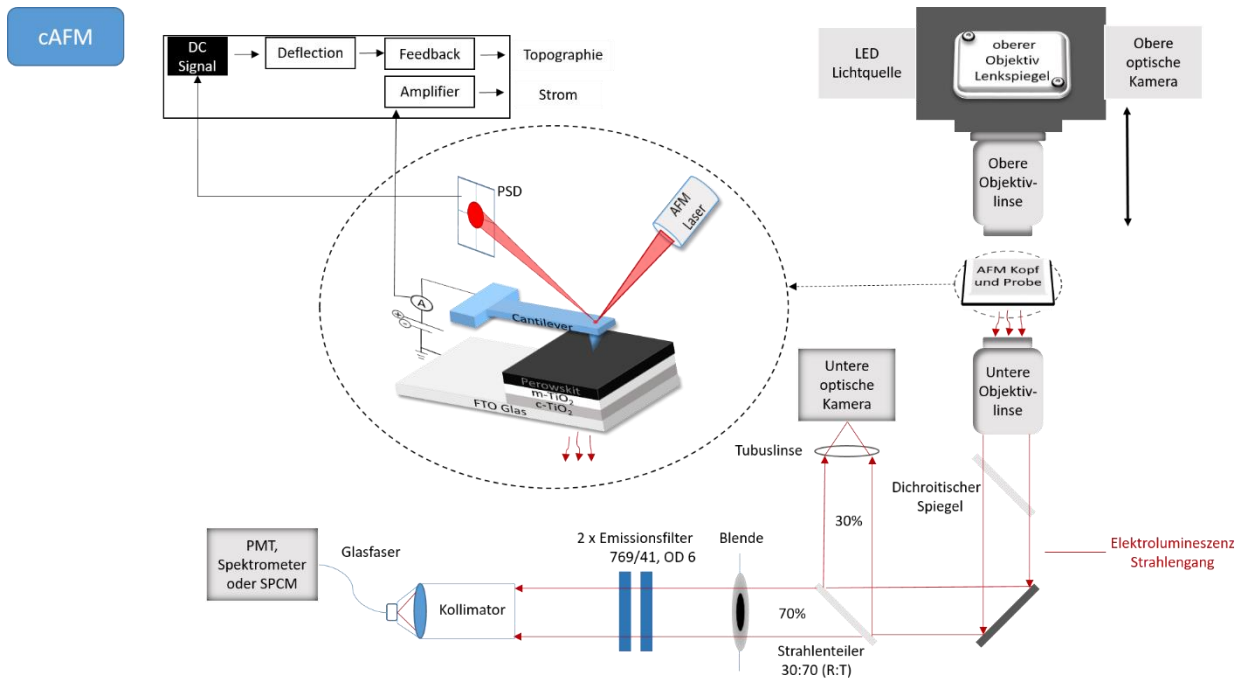 cAFM
DC
Signal
Deflection
Feedback
Topographie
Amplifier
Strom
LED
Lichtquelle
oberer
Objektiv
Lenkspiegel
Obere
optische
Kamera
Obere
Objektiv-
linse
PSD
AFM
Laser
A
Cantilever
Perowskit
m-TiO2
c-TiO2
FTO Glas
AFM Kopf
und Probe
Untere
optische
Kamera
Untere
Objektiv-
linse
Tubuslinse
Dichroitischer
Spiegel
30%
Elektrolumineszenz
Strahlengang
PMT,
Spektrometer
oder SPCM
Glasfaser
Kollimator
2 x Emissionsfilter
769/41, OD 6
Blende
70%
Strahlenteiler
30:70 (R:T)